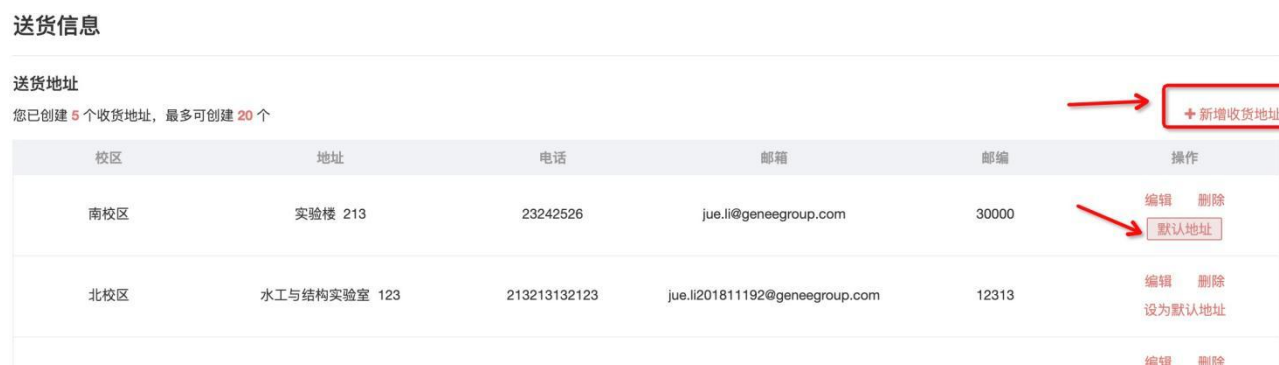 送货信息
送货地址
您已创建 5 个收货地址，最多可创建 20 个
+ 新增收货地址
校区 地址 电话 邮箱 邮编 操作
南校区 实验楼 213 23242526 jue.li@geneegroup.com 30000 编辑 删除
默认地址
北校区 水工与结构实验室 123 213213132123 jue.li201811192@geneegroup.com 12313 编辑 删除
设为默认地址
编辑 删除